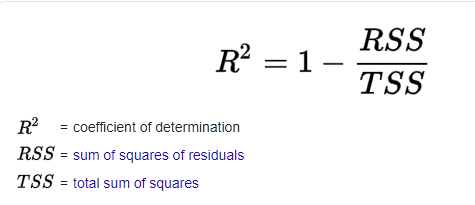 R² = 1 − RSS/TSS
R² = coefficient of determination
RSS = sum of squares of residuals
TSS = total sum of squares